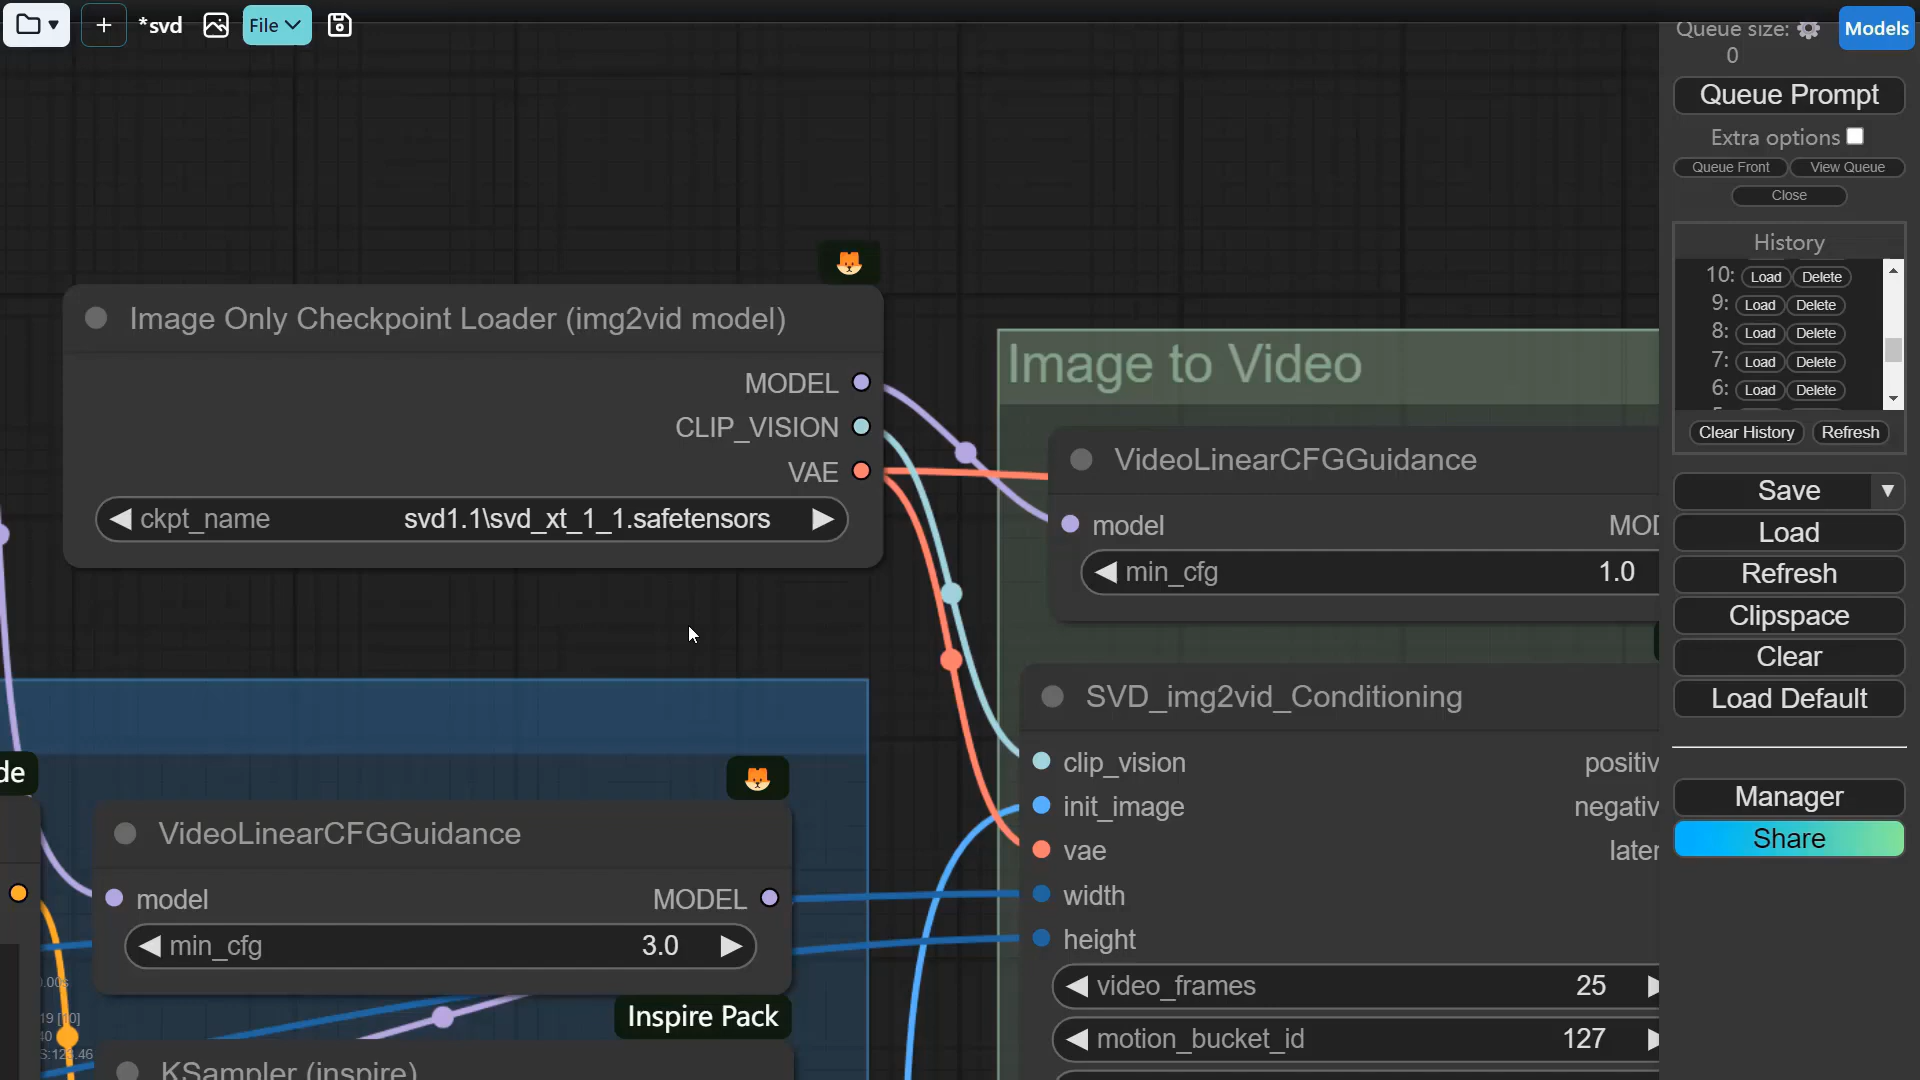 *svd
File
Queue size:
0
Models
Queue Prompt
Extra options
Queue Front
View Queue
Close
History
10: Load Delete
9: Load Delete
8: Load Delete
7: Load Delete
6: Load Delete
Clear History
Refresh
Save
Load
Refresh
Clipspace
Clear
Load Default
Manager
Share
Image Only Checkpoint Loader (img2vid model)
MODEL
CLIP_VISION
VAE
ckpt_name svd1.1\svd_xt_1_1.safetensors
Image to Video
VideoLinearCFGGuidance
model MOD
min_cfg 1.0
SVD_img2vid_Conditioning
clip_vision positiv
init_image negativ
vae later
width
height
video_frames 25
motion_bucket_id 127
de
VideoLinearCFGGuidance
model MODEL
min_cfg 3.0
Inspire Pack
KSampler (inspire)